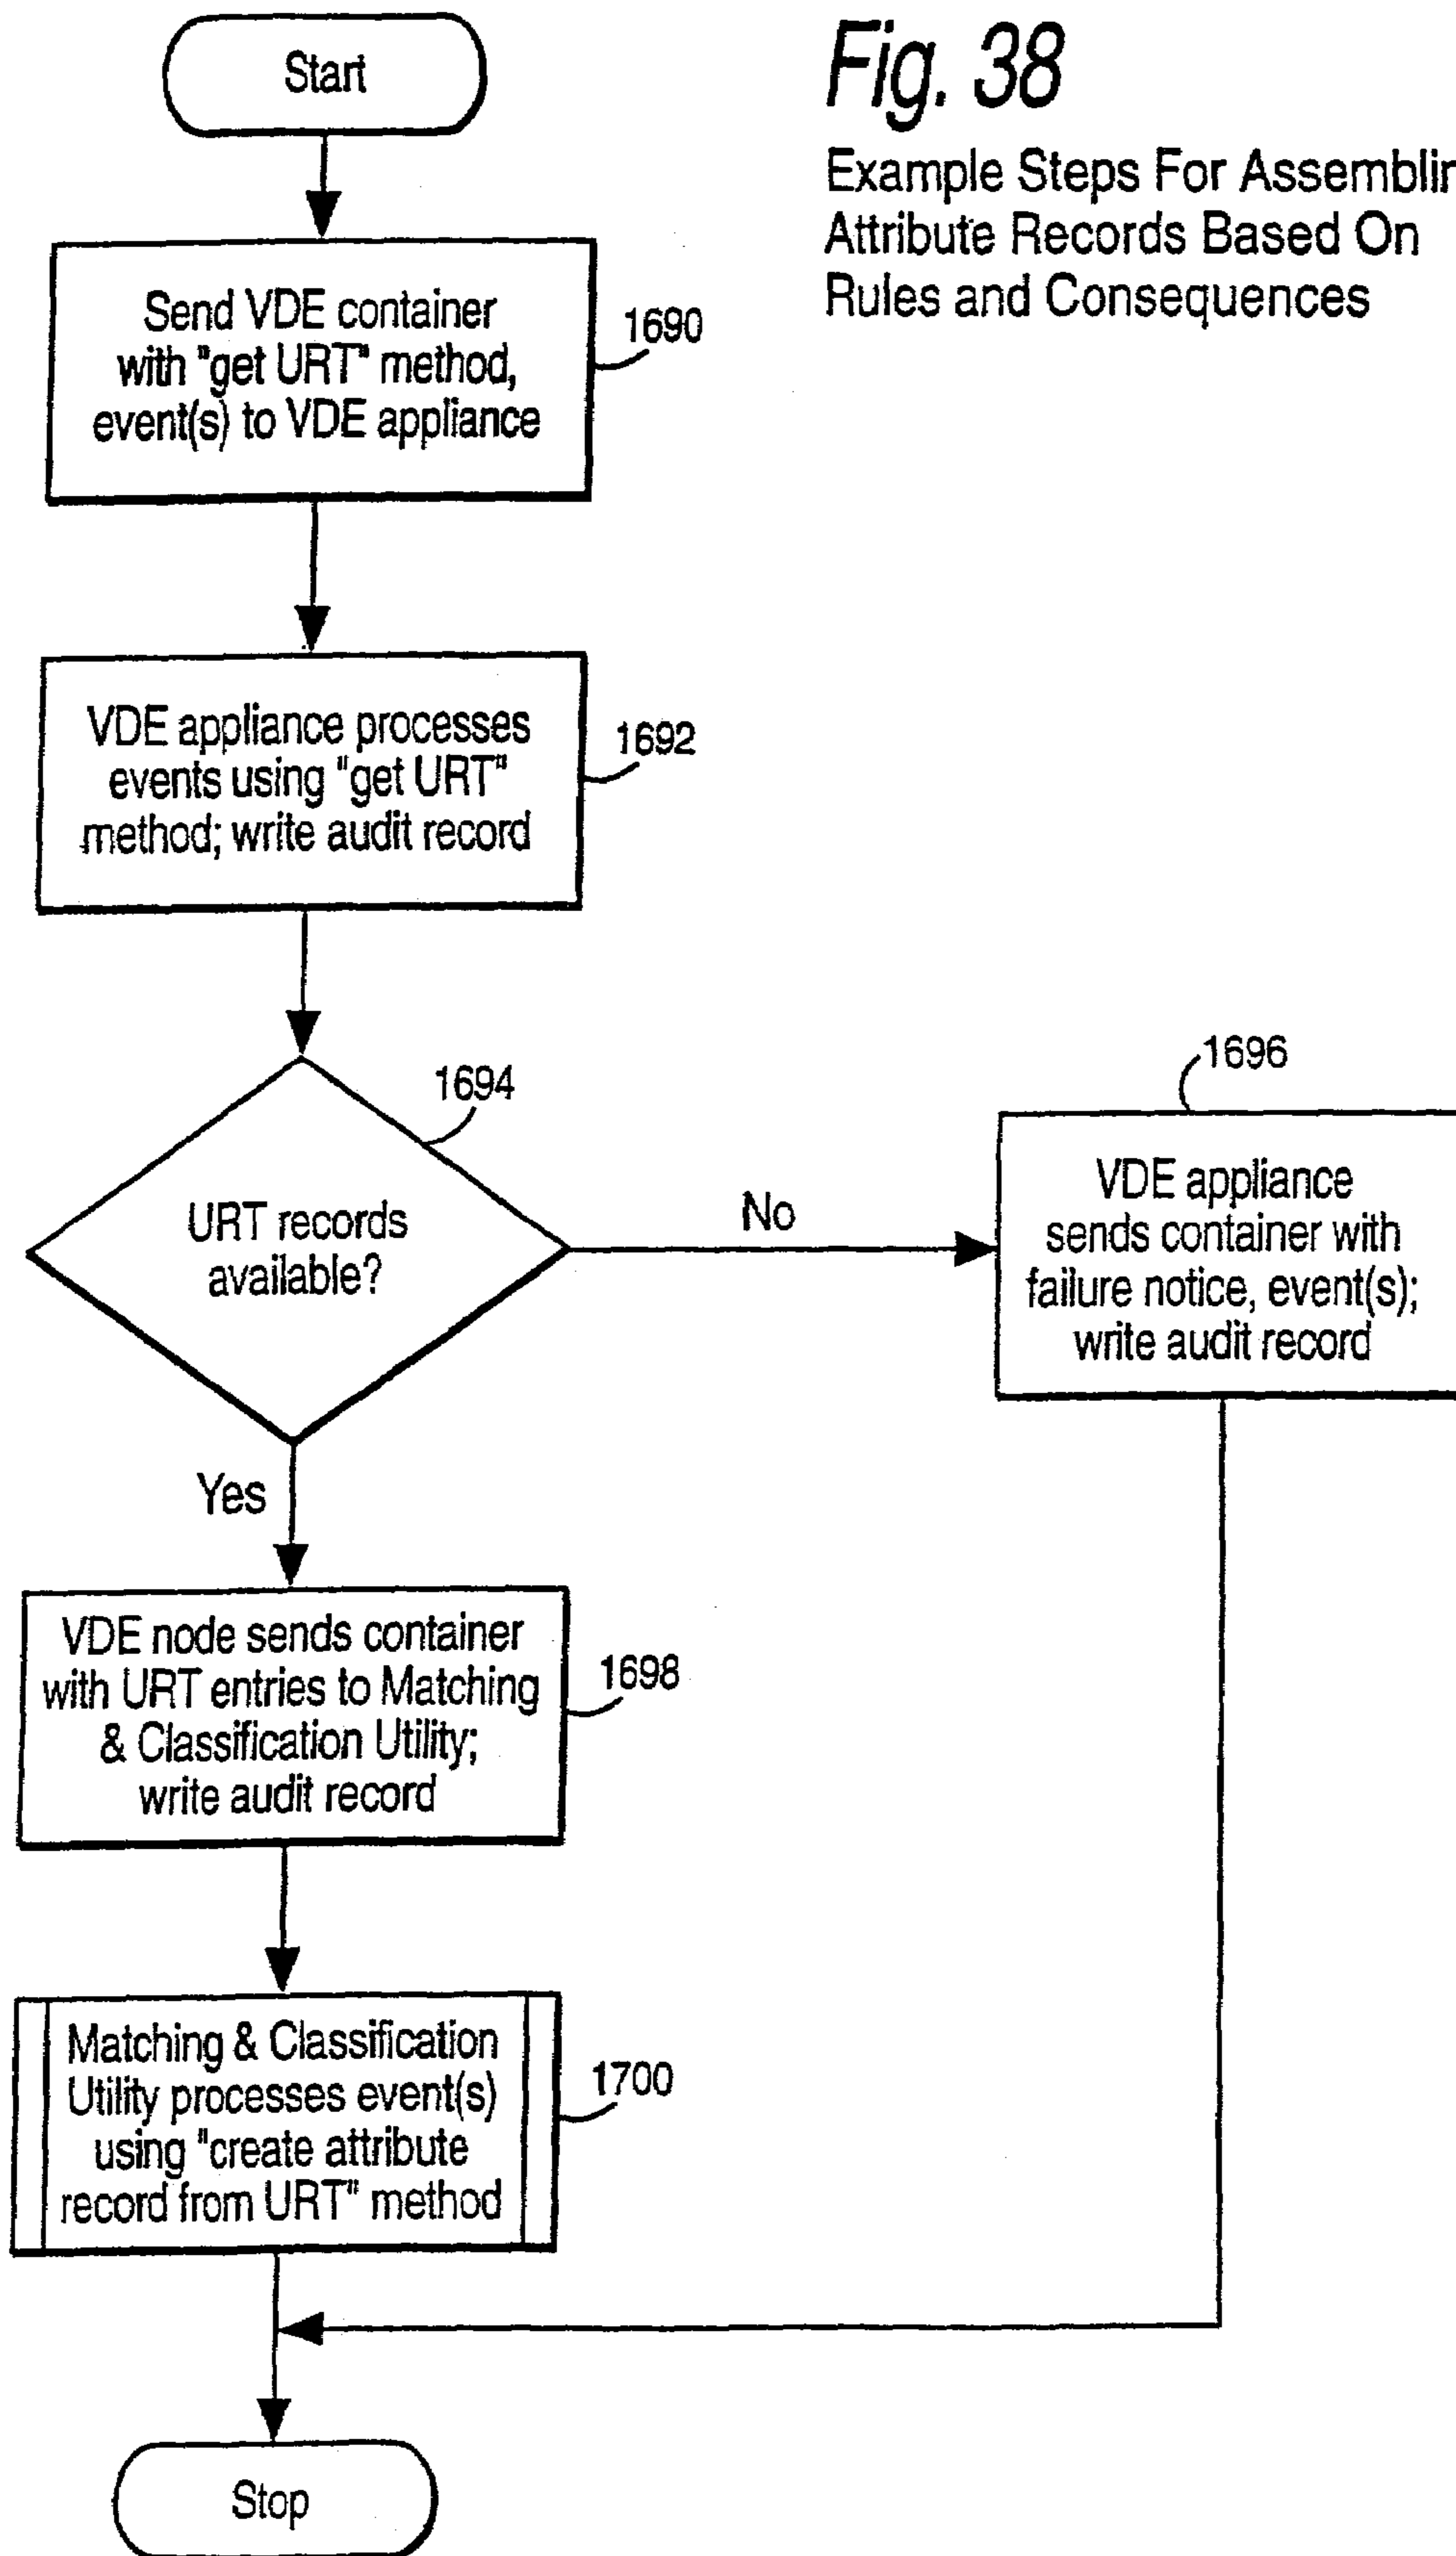 Start
Fig. 38
Example Steps For Assemblin
Attribute Records Based On
Rules and Consequences
Send VDE container
with "get URT" method,
event(s) to VDE appliance
1690
VDE appliance processes
events using "get URT"
method; write audit record
1692
1694
URT records
available?
No
Yes
1696
VDE appliance
sends container with
failure notice, event(s);
write audit record
VDE node sends container
with URT entries to Matching
& Classification Utility;
write audit record
1698
Matching & Classification
Utility processes event(s)
using "create attribute
record from URT" method
1700
Stop